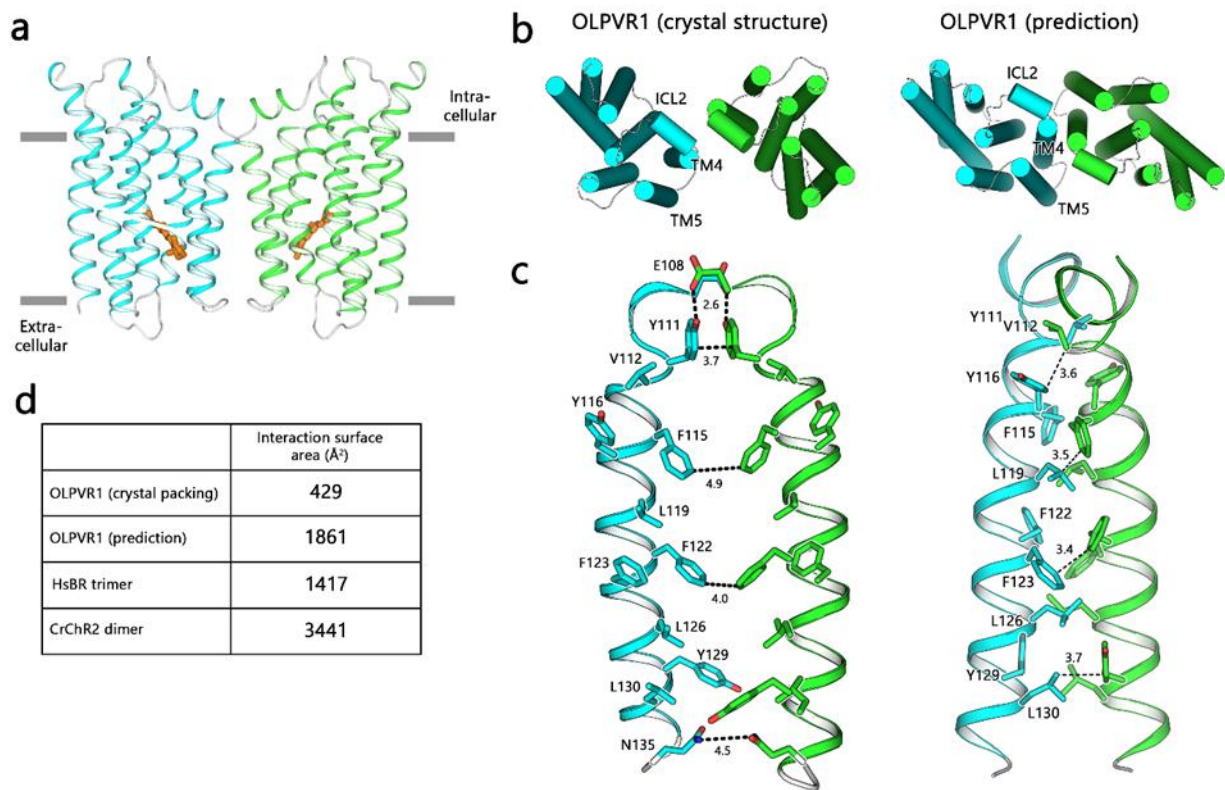 a
Intra-
cellular
Extra-
cellular
b
OLPVR1 (crystal structure)
OLPVR1 (prediction)
ICL2
TM4
TM5
ICL2
TM4
TM5
c
E108
2.6
Y111
3.7
V112
Y116
F115
4.9
L119
F122
F123
4.0
L126
Y129
L130
N135
4.5
Y111
V112
Y116
3.6
F115
3.5
L119
F122
3.4
F123
L126
3.7
Y129
L130
d
Interaction surface
area (Å²)
OLPVR1 (crystal packing) 429
OLPVR1 (prediction) 1861
HsBR trimer 1417
CrChR2 dimer 3441